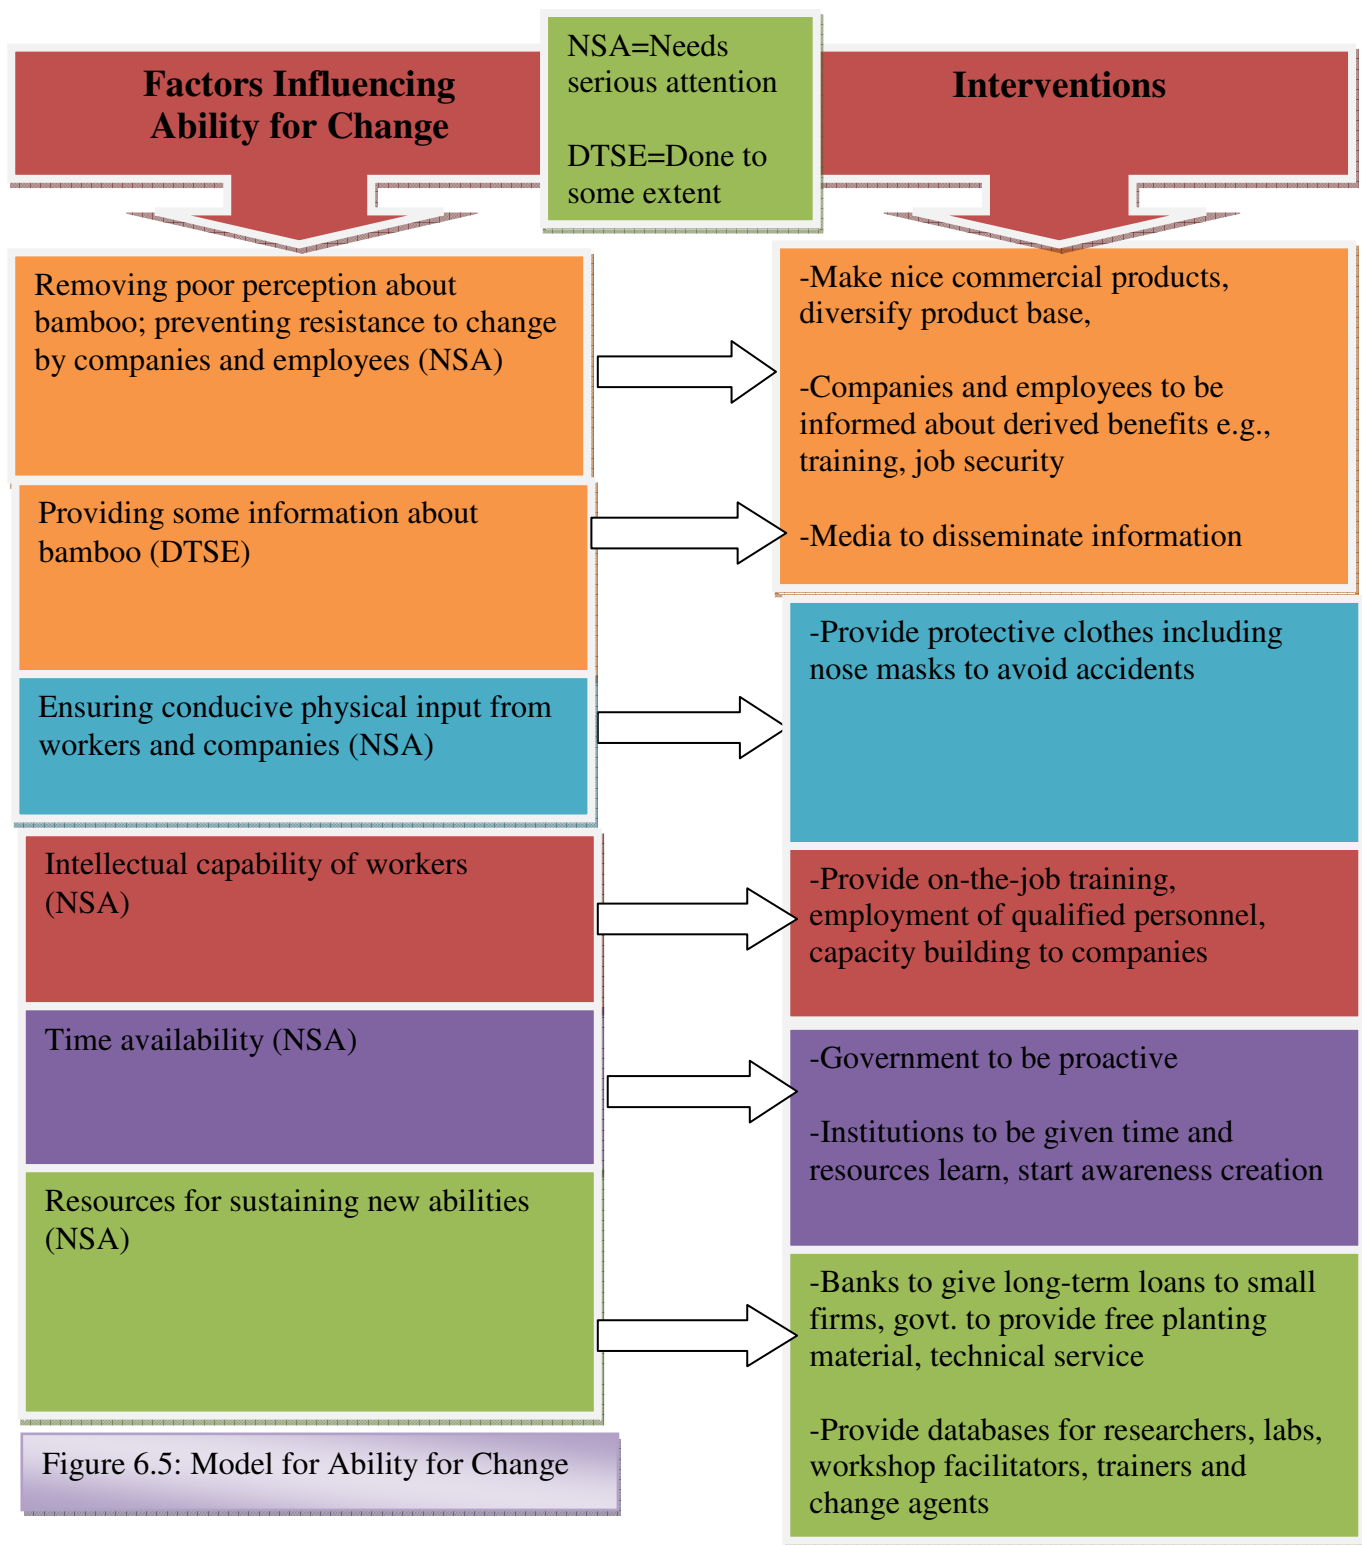 Factors Influencing
Ability for Change
NSA=Needs
serious attention
DTSE=Done to
some extent
Interventions
Removing poor perception about
bamboo; preventing resistance to change
by companies and employees (NSA)
-Make nice commercial products,
diversify product base,
-Companies and employees to be
informed about derived benefits e.g.,
training, job security
-Media to disseminate information
Providing some information about
bamboo (DTSE)
Ensuring conducive physical input from
workers and companies (NSA)
-Provide protective clothes including
nose masks to avoid accidents
Intellectual capability of workers
(NSA)
-Provide on-the-job training,
employment of qualified personnel,
capacity building to companies
Time availability (NSA)
-Government to be proactive
-Institutions to be given time and
resources learn, start awareness creation
Resources for sustaining new abilities
(NSA)
-Banks to give long-term loans to small
firms, govt. to provide free planting
material, technical service
-Provide databases for researchers, labs,
workshop facilitators, trainers and
change agents
Figure 6.5: Model for Ability for Change